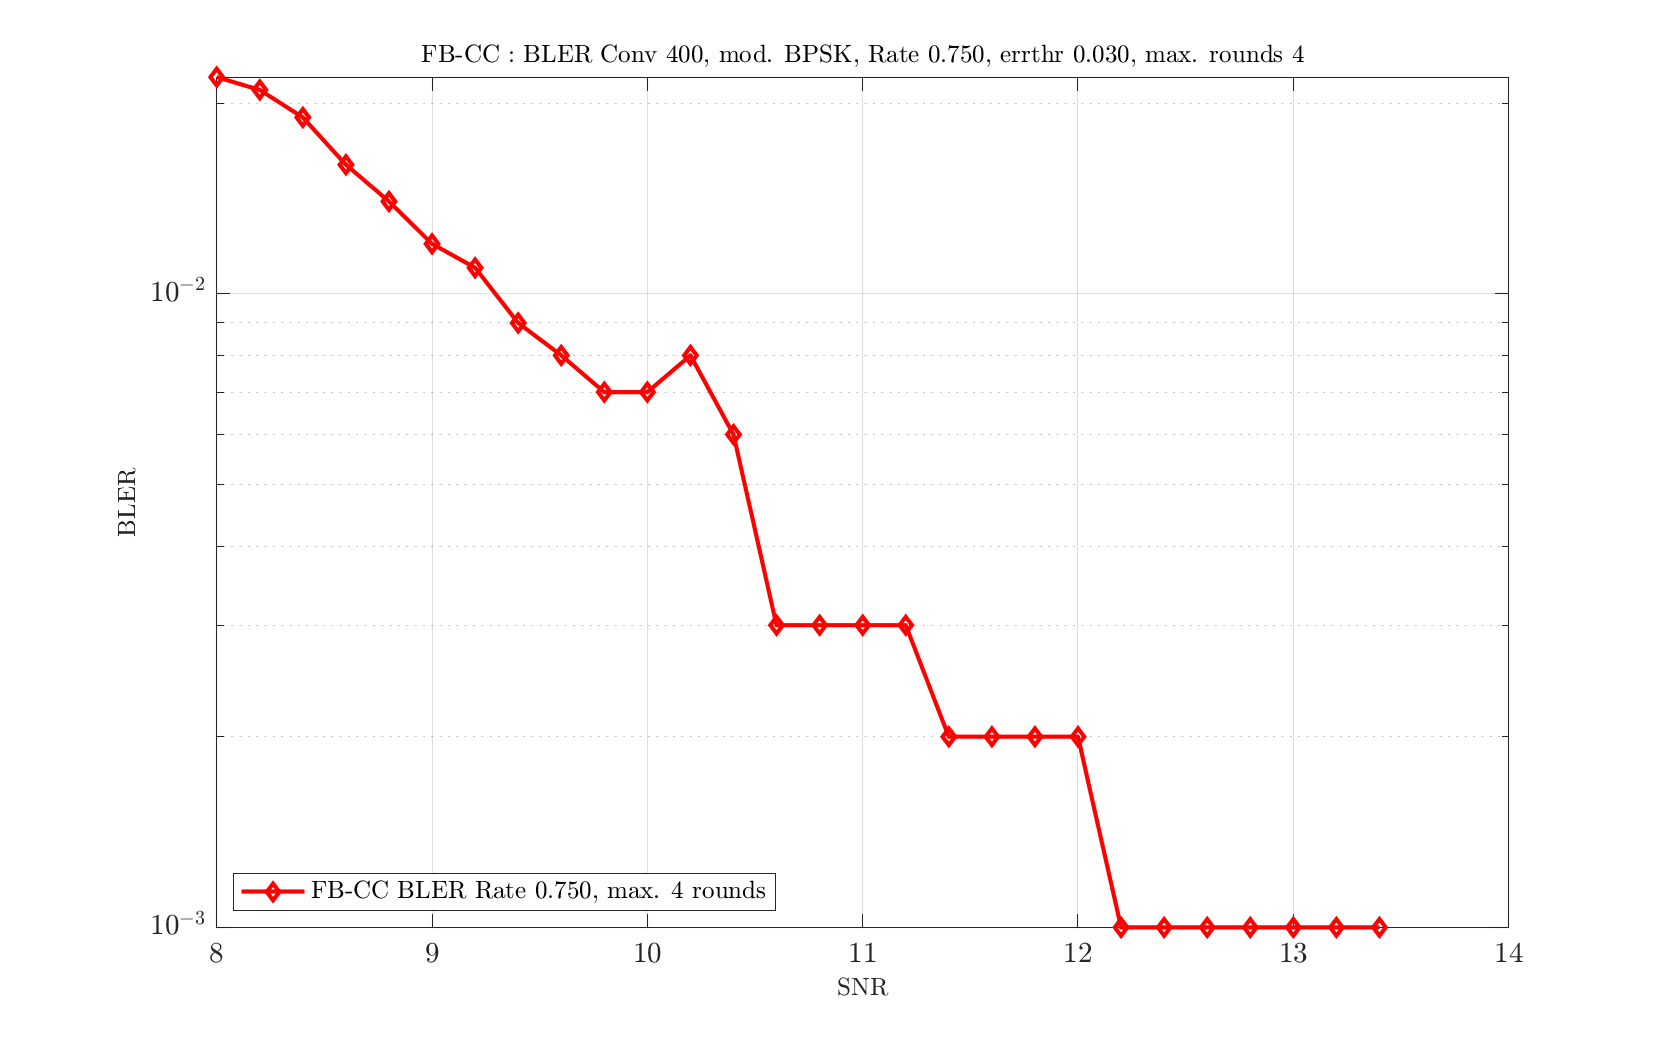 FB-CC : BLER Conv 400, mod. BPSK, Rate 0.750, errthr 0.030, max. rounds 4
10⁻²
BLER
FB-CC BLER Rate 0.750, max. 4 rounds
10⁻³
8 9 10 11 12 13 14
SNR